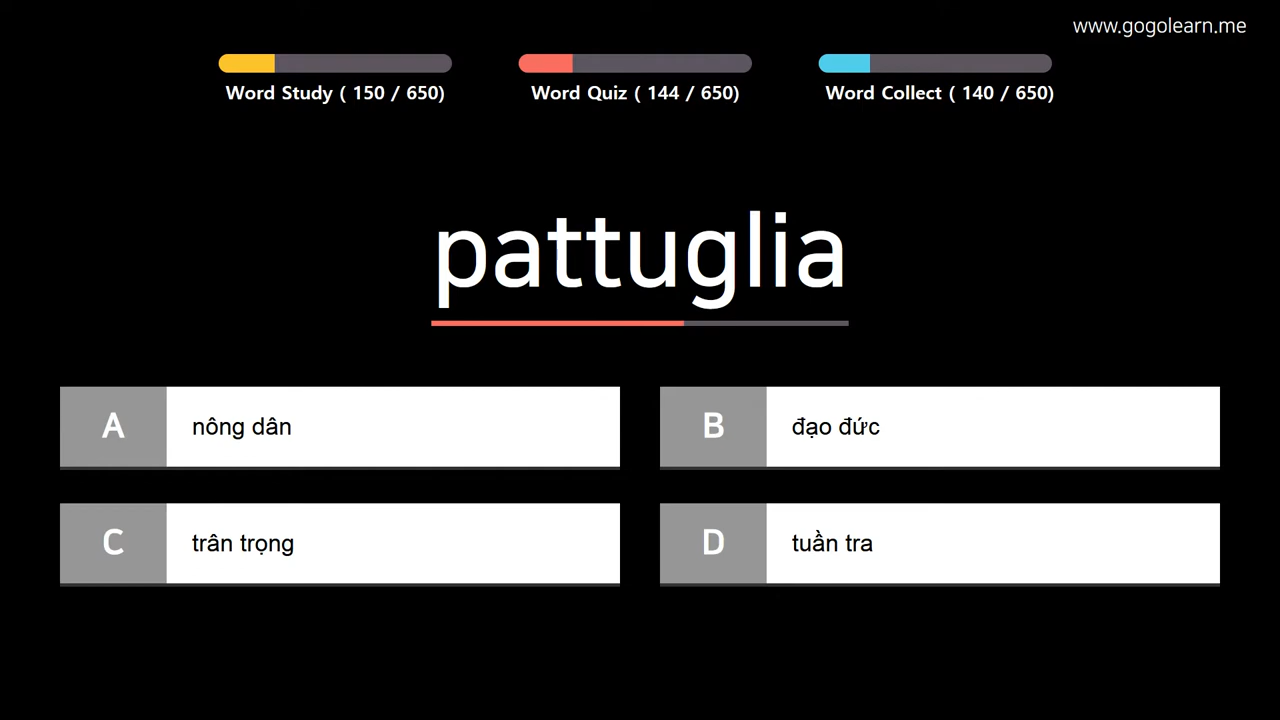 www.gogolearn.me
Word Study ( 150 / 650)
Word Quiz ( 144 / 650)
Word Collect ( 140 / 650)
pattuglia
A nông dân
B đạo đức
C trân trọng
D tuần tra